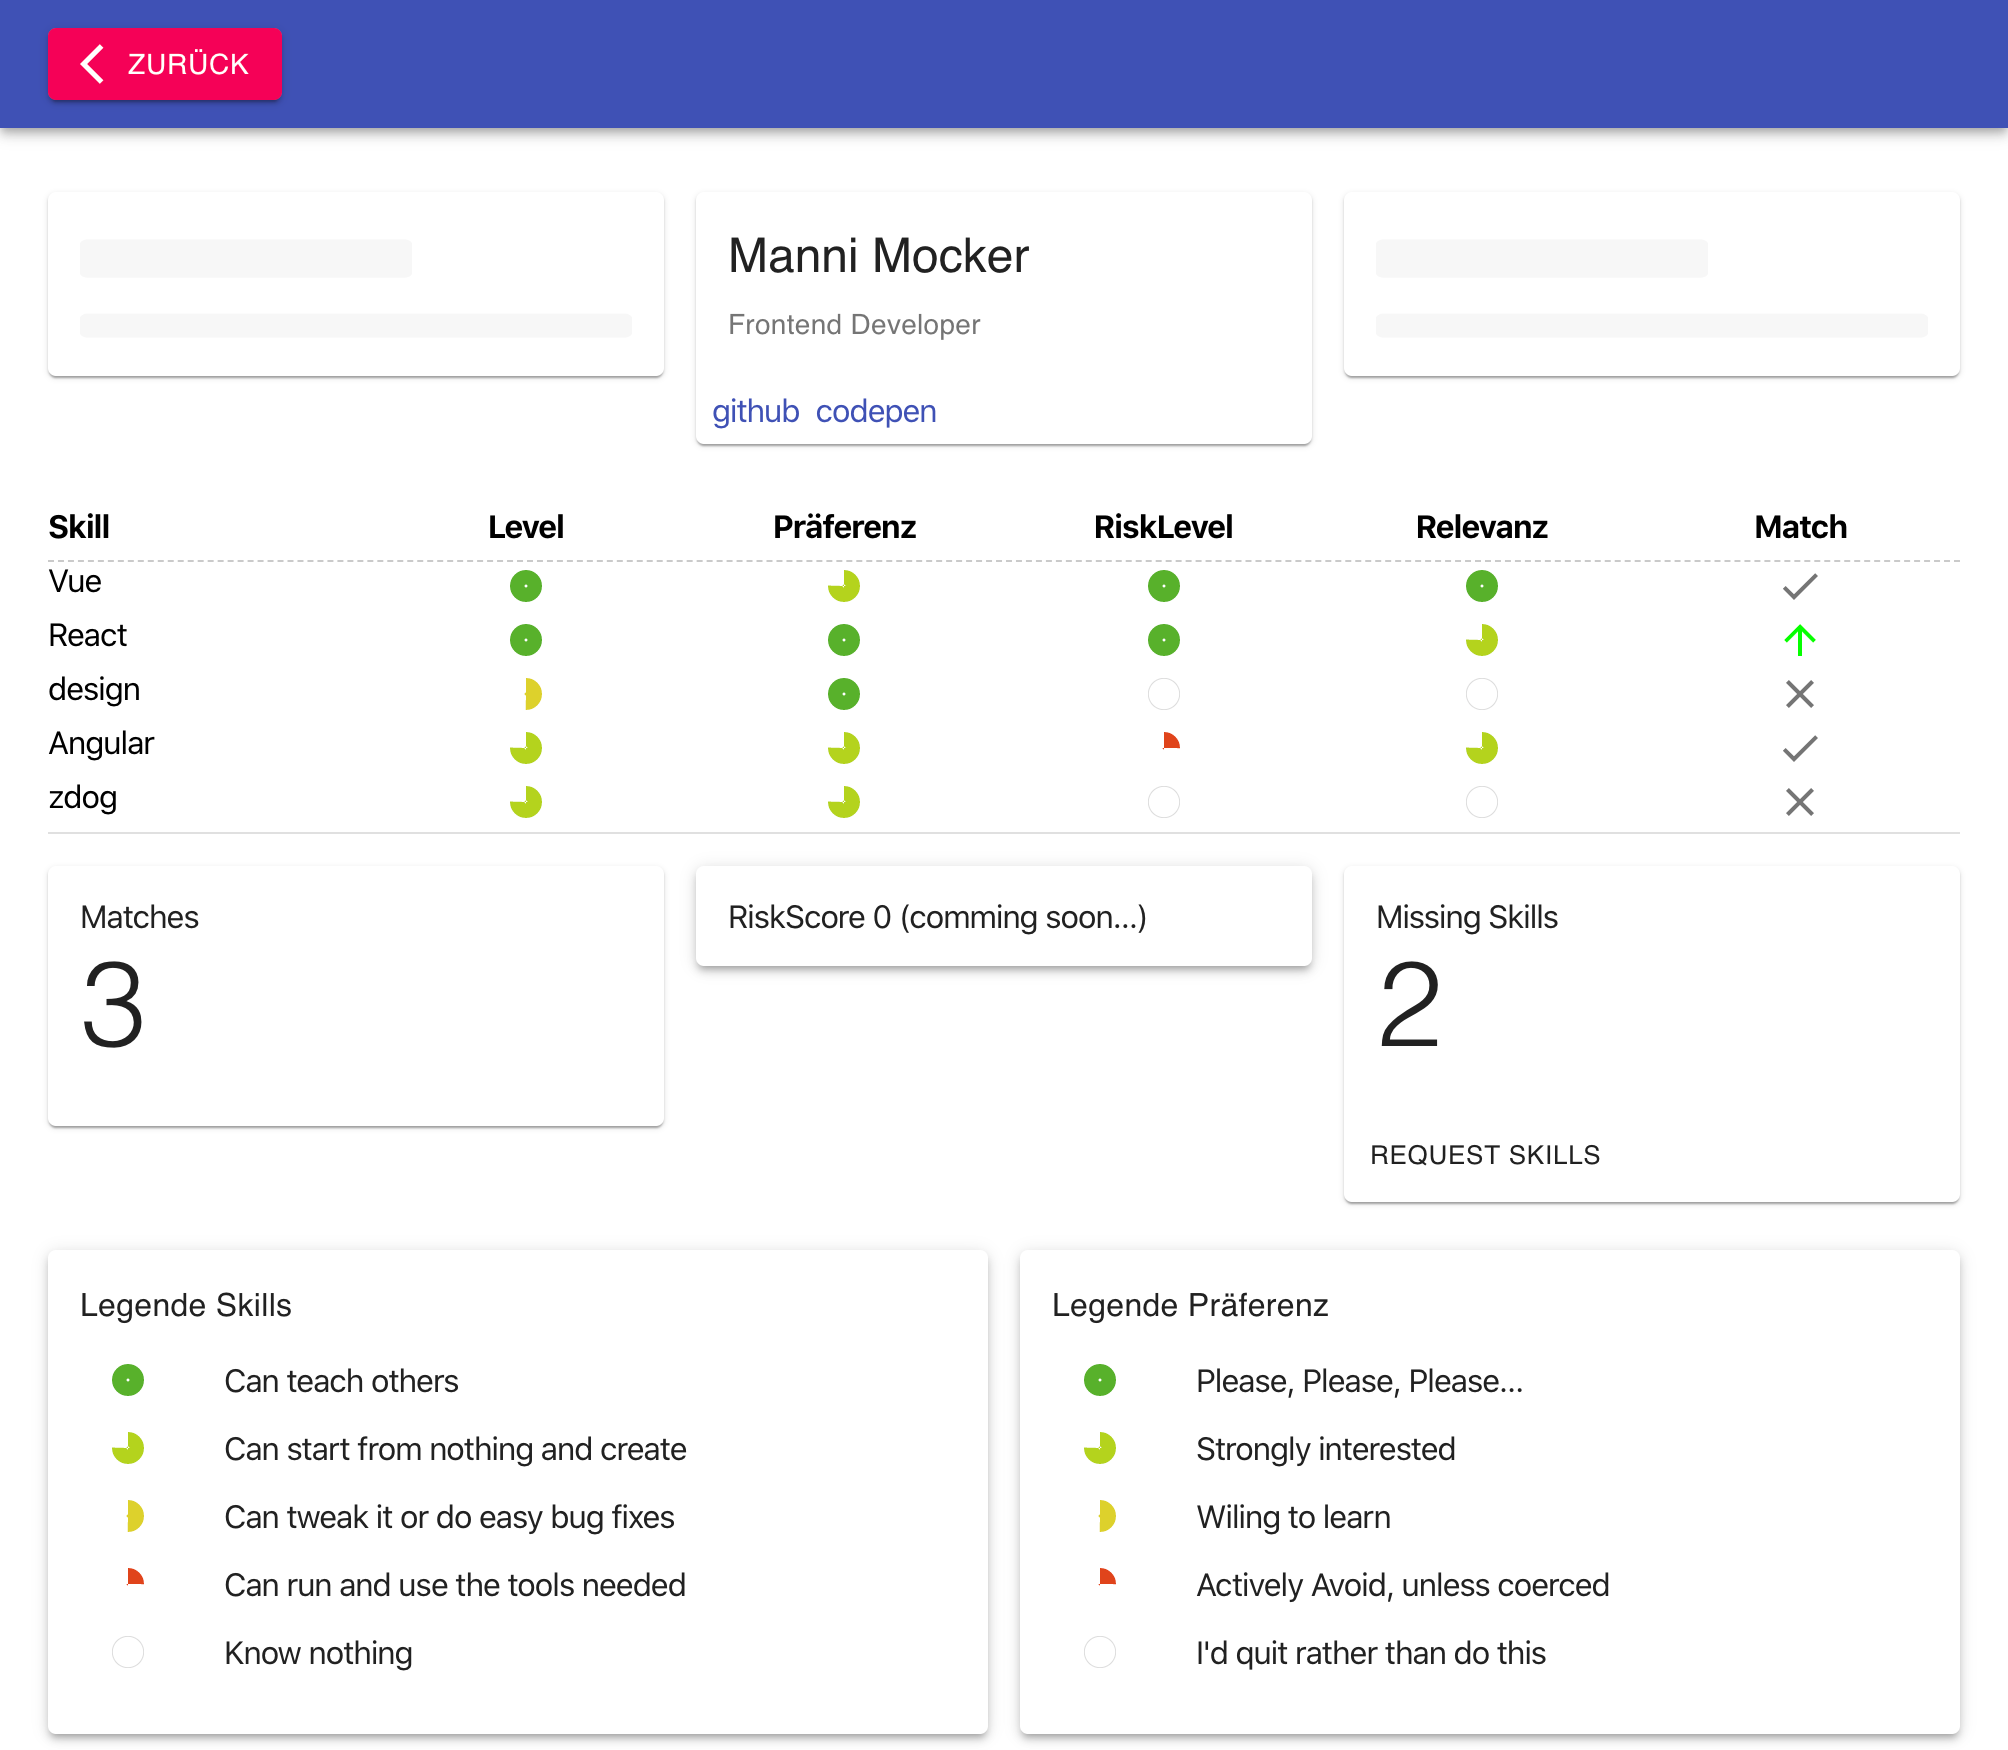 ZURÜCK
Manni Mocker
Frontend Developer
github codepen
Skill Level Präferenz RiskLevel Relevanz Match
Vue
React
design
Angular
zdog
Matches
3
RiskScore 0 (comming soon...)
Missing Skills
2
REQUEST SKILLS
Legende Skills
Can teach others
Can start from nothing and create
Can tweak it or do easy bug fixes
Can run and use the tools needed
Know nothing
Legende Präferenz
Please, Please, Please...
Strongly interested
Wiling to learn
Actively Avoid, unless coerced
I'd quit rather than do this